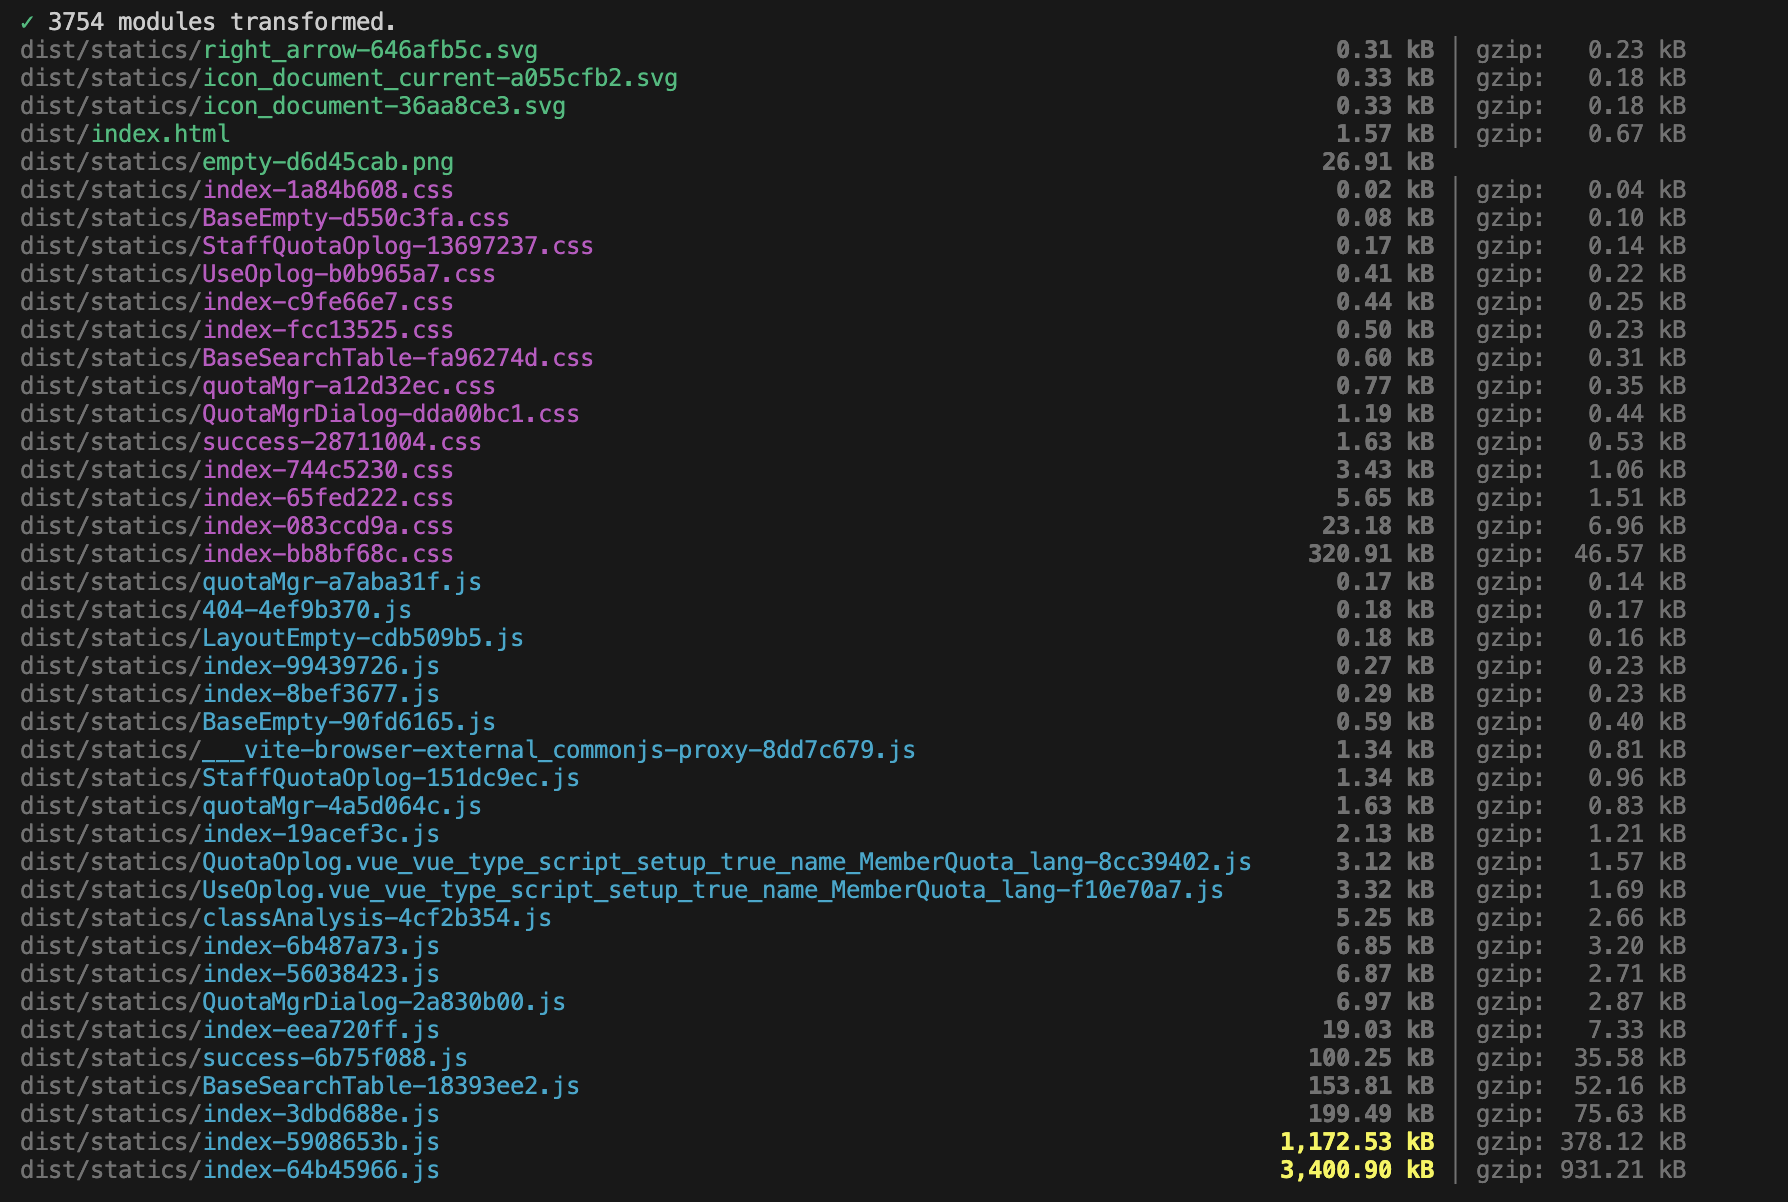 ✓ 3754 modules transformed.
dist/statics/right_arrow-646afb5c.svg 0.31 kB │ gzip: 0.23 kB
dist/statics/icon_document_current-a055cfb2.svg 0.33 kB │ gzip: 0.18 kB
dist/statics/icon_document-36aa8ce3.svg 0.33 kB │ gzip: 0.18 kB
dist/index.html 1.57 kB │ gzip: 0.67 kB
dist/statics/empty-d6d45cab.png 26.91 kB
dist/statics/index-1a84b608.css 0.02 kB │ gzip: 0.04 kB
dist/statics/BaseEmpty-d550c3fa.css 0.08 kB │ gzip: 0.10 kB
dist/statics/StaffQuotaOplog-13697237.css 0.17 kB │ gzip: 0.14 kB
dist/statics/UseOplog-b0b965a7.css 0.41 kB │ gzip: 0.22 kB
dist/statics/index-c9fe66e7.css 0.44 kB │ gzip: 0.25 kB
dist/statics/index-fcc13525.css 0.50 kB │ gzip: 0.23 kB
dist/statics/BaseSearchTable-fa96274d.css 0.60 kB │ gzip: 0.31 kB
dist/statics/quotaMgr-a12d32ec.css 0.77 kB │ gzip: 0.35 kB
dist/statics/QuotaMgrDialog-dda00bc1.css 1.19 kB │ gzip: 0.44 kB
dist/statics/success-28711004.css 1.63 kB │ gzip: 0.53 kB
dist/statics/index-744c5230.css 3.43 kB │ gzip: 1.06 kB
dist/statics/index-65fed222.css 5.65 kB │ gzip: 1.51 kB
dist/statics/index-083ccd9a.css 23.18 kB │ gzip: 6.96 kB
dist/statics/index-bb8bf68c.css 320.91 kB │ gzip: 46.57 kB
dist/statics/quotaMgr-a7aba31f.js 0.17 kB │ gzip: 0.14 kB
dist/statics/404-4ef9b370.js 0.18 kB │ gzip: 0.17 kB
dist/statics/LayoutEmpty-cdb509b5.js 0.18 kB │ gzip: 0.16 kB
dist/statics/index-99439726.js 0.27 kB │ gzip: 0.23 kB
dist/statics/index-8bef3677.js 0.29 kB │ gzip: 0.23 kB
dist/statics/BaseEmpty-90fd6165.js 0.59 kB │ gzip: 0.40 kB
dist/statics/___vite-browser-external_commonjs-proxy-8dd7c679.js 1.34 kB │ gzip: 0.81 kB
dist/statics/StaffQuotaOplog-151dc9ec.js 1.34 kB │ gzip: 0.96 kB
dist/statics/quotaMgr-4a5d064c.js 1.63 kB │ gzip: 0.83 kB
dist/statics/index-19acef3c.js 2.13 kB │ gzip: 1.21 kB
dist/statics/QuotaOplog.vue_vue_type_script_setup_true_name_MemberQuota_lang-8cc39402.js 3.12 kB │ gzip: 1.57 kB
dist/statics/UseOplog.vue_vue_type_script_setup_true_name_MemberQuota_lang-f10e70a7.js 3.32 kB │ gzip: 1.69 kB
dist/statics/classAnalysis-4cf2b354.js 5.25 kB │ gzip: 2.66 kB
dist/statics/index-6b487a73.js 6.85 kB │ gzip: 3.20 kB
dist/statics/index-56038423.js 6.87 kB │ gzip: 2.71 kB
dist/statics/QuotaMgrDialog-2a830b00.js 6.97 kB │ gzip: 2.87 kB
dist/statics/index-eea720ff.js 19.03 kB │ gzip: 7.33 kB
dist/statics/success-6b75f088.js 100.25 kB │ gzip: 35.58 kB
dist/statics/BaseSearchTable-18393ee2.js 153.81 kB │ gzip: 52.16 kB
dist/statics/index-3dbd688e.js 199.49 kB │ gzip: 75.63 kB
dist/statics/index-5908653b.js 1,172.53 kB │ gzip: 378.12 kB
dist/statics/index-64b45966.js 3,400.90 kB │ gzip: 931.21 kB